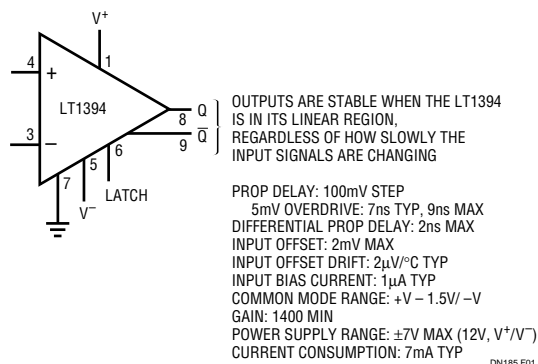 V+
4
+
1
LT1394
Q
8
Q̅
9
3
–
5
6
7
V–
LATCH
OUTPUTS ARE STABLE WHEN THE LT1394
IS IN ITS LINEAR REGION,
REGARDLESS OF HOW SLOWLY THE
INPUT SIGNALS ARE CHANGING
PROP DELAY: 100mV STEP
5mV OVERDRIVE: 7ns TYP, 9ns MAX
DIFFERENTIAL PROP DELAY: 2ns MAX
INPUT OFFSET: 2mV MAX
INPUT OFFSET DRIFT: 2µV/°C TYP
INPUT BIAS CURRENT: 1µA TYP
COMMON MODE RANGE: +V – 1.5V/ –V
GAIN: 1400 MIN
POWER SUPPLY RANGE: ±7V MAX (12V, V+/V–)
CURRENT CONSUMPTION: 7mA TYP
DN185 F01